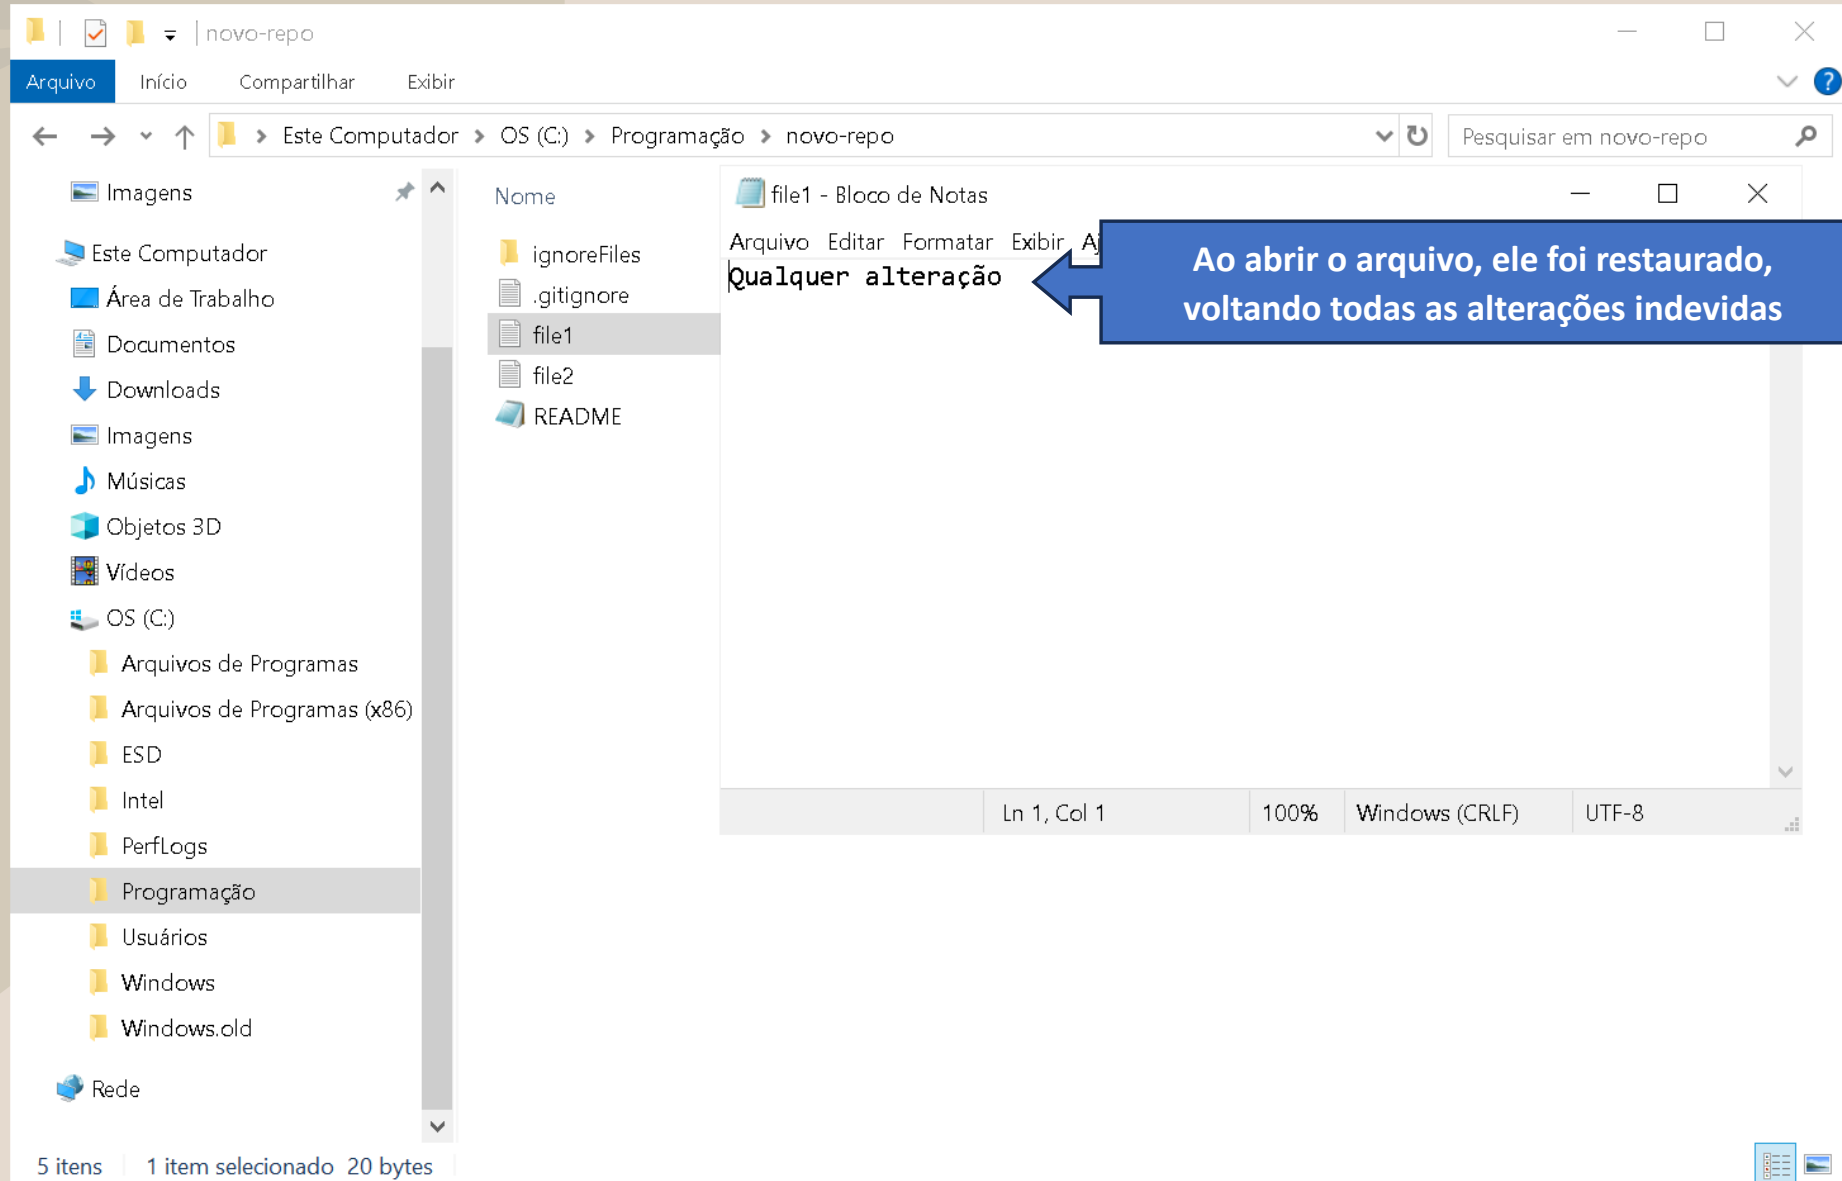 novo-repo
Arquivo Início Compartilhar Exibir
Este Computador OS (C:) Programação novo-repo
Pesquisar em novo-repo
Imagens
Este Computador
Área de Trabalho
Documentos
Downloads
Imagens
Músicas
Objetos 3D
Vídeos
OS (C:)
Arquivos de Programas
Arquivos de Programas (x86)
ESD
Intel
PerfLogs
Programação
Usuários
Windows
Windows.old
Rede
Nome
ignoreFiles
.gitignore
file1
file2
README
file1 - Bloco de Notas
Arquivo Editar Formatar Exibir
Qualquer alteração
Ao abrir o arquivo, ele foi restaurado,
voltando todas as alterações indevidas
Ln 1, Col 1 100% Windows (CRLF) UTF-8
5 itens 1 item selecionado 20 bytes